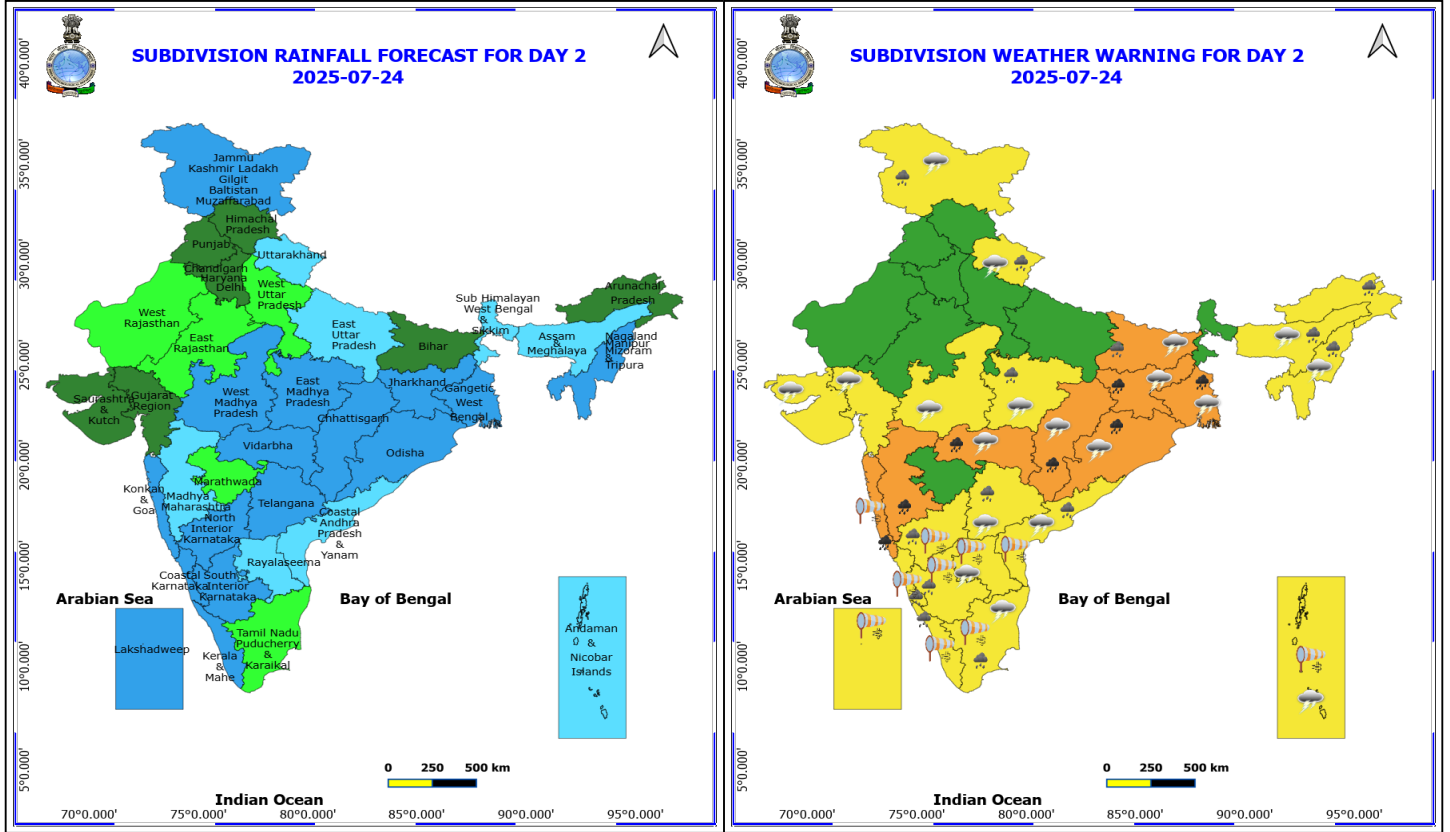 SUBDIVISION RAINFALL FORECAST FOR DAY 2
2025-07-24
40°0.000'
35°0.000'
30°0.000'
25°0.000'
20°0.000'
15°0.000'
10°0.000'
5°0.000'
Jammu
Kashmir Ladakh
Gilgit
Baltistan
Muzaffarabad
Himachal
Pradesh
Punjab
Uttarakhand
Chandigarh
Haryana
Delhi
West
Uttar
Pradesh
West
Rajasthan
East
Rajasthan
East
Uttar
Pradesh
Bihar
Sub Himalayan
West Bengal
&
Sikkim
Arunachal
Pradesh
Assam
&
Meghalaya
Nagaland
Manipur
Mizoram
&
Tripura
Saurashtra
&
Kutch
Gujarat
Region
West
Madhya
Pradesh
East
Madhya
Pradesh
Jharkhand
Gangetic
West
Bengal
Chhattisgarh
Vidarbha
Odisha
Konkan
&
Goa
Madhya
Maharashtra
Marathwada
Telangana
North
Interior
Karnataka
Coastal
Andhra
Pradesh
&
Yanam
Rayalaseema
Coastal
Karnataka
South
Interior
Karnataka
Tamil Nadu
Puducherry
&
Karaikal
Kerala
&
Mahe
Lakshadweep
Andaman
&
Nicobar
Islands
Arabian Sea
Bay of Bengal
0 250 500 km
Indian Ocean
70°0.000' 75°0.000' 80°0.000' 85°0.000' 90°0.000' 95°0.000'
SUBDIVISION WEATHER WARNING FOR DAY 2
2025-07-24
40°0.000'
35°0.000'
30°0.000'
25°0.000'
20°0.000'
15°0.000'
10°0.000'
5°0.000'
Arabian Sea
Bay of Bengal
0 250 500 km
Indian Ocean
70°0.000' 75°0.000' 80°0.000' 85°0.000' 90°0.000' 95°0.000'